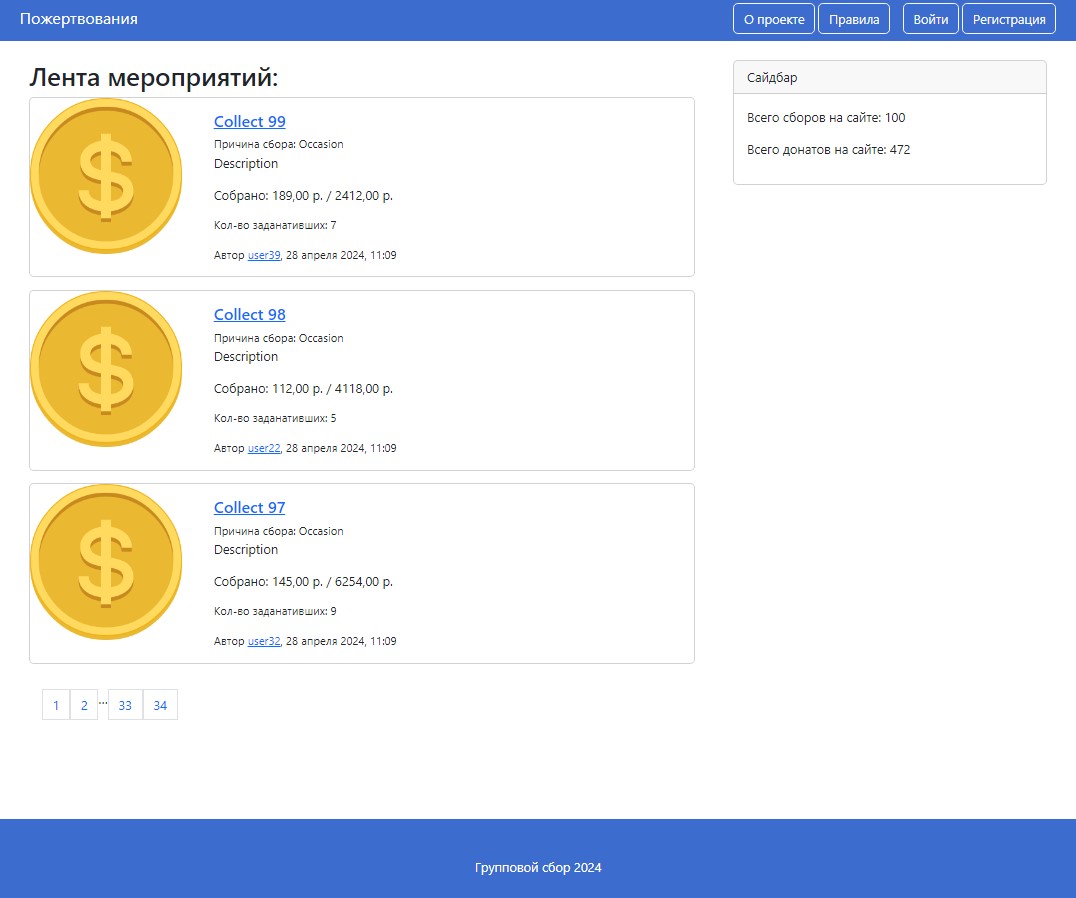 Пожертвования
О проекте Правила Войти Регистрация
Лента мероприятий:
Collect 99
Причина сбора: Occasion
Description
Собрано: 189,00 р. / 2412,00 р.
Кол-во заданативших: 7
Автор user39, 28 апреля 2024, 11:09
Collect 98
Причина сбора: Occasion
Description
Собрано: 112,00 р. / 4118,00 р.
Кол-во заданативших: 5
Автор user22, 28 апреля 2024, 11:09
Collect 97
Причина сбора: Occasion
Description
Собрано: 145,00 р. / 6254,00 р.
Кол-во заданативших: 9
Автор user32, 28 апреля 2024, 11:09
1 2 ... 33 34
Сайдбар
Всего сборов на сайте: 100
Всего донатов на сайте: 472
Групповой сбор 2024